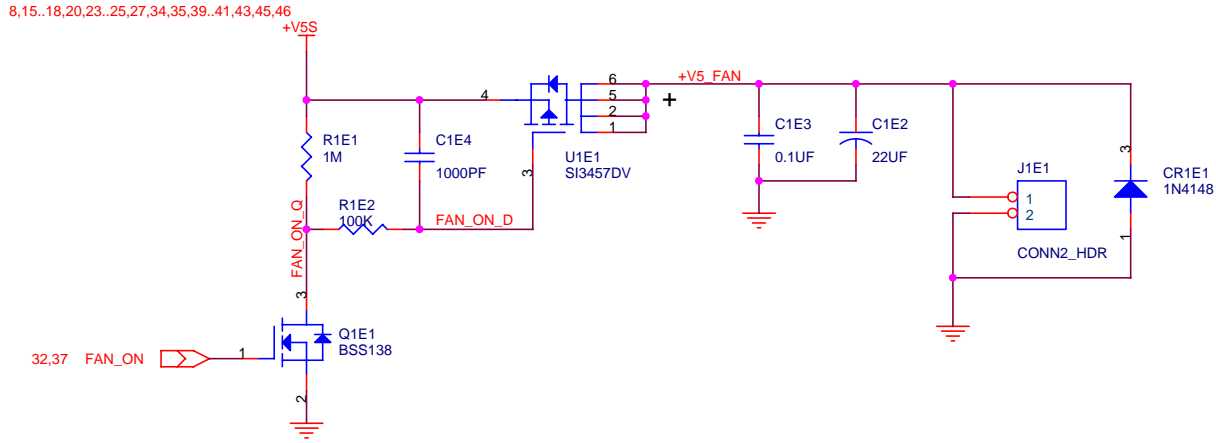 8,15..18,20,23..25,27,34,35,39..41,43,45,46
+V5S
6
+V5_FAN
4
5
+
2
1
R1E1
1M
C1E4
1000PF
U1E1
SI3457DV
3
C1E3
0.1UF
C1E2
22UF
3
J1E1
CR1E1
1N4148
1
2
1
CONN2_HDR
R1E2
100K
FAN_ON_D
FAN_ON_Q
3
Q1E1
BSS138
32,37 FAN_ON
1
2